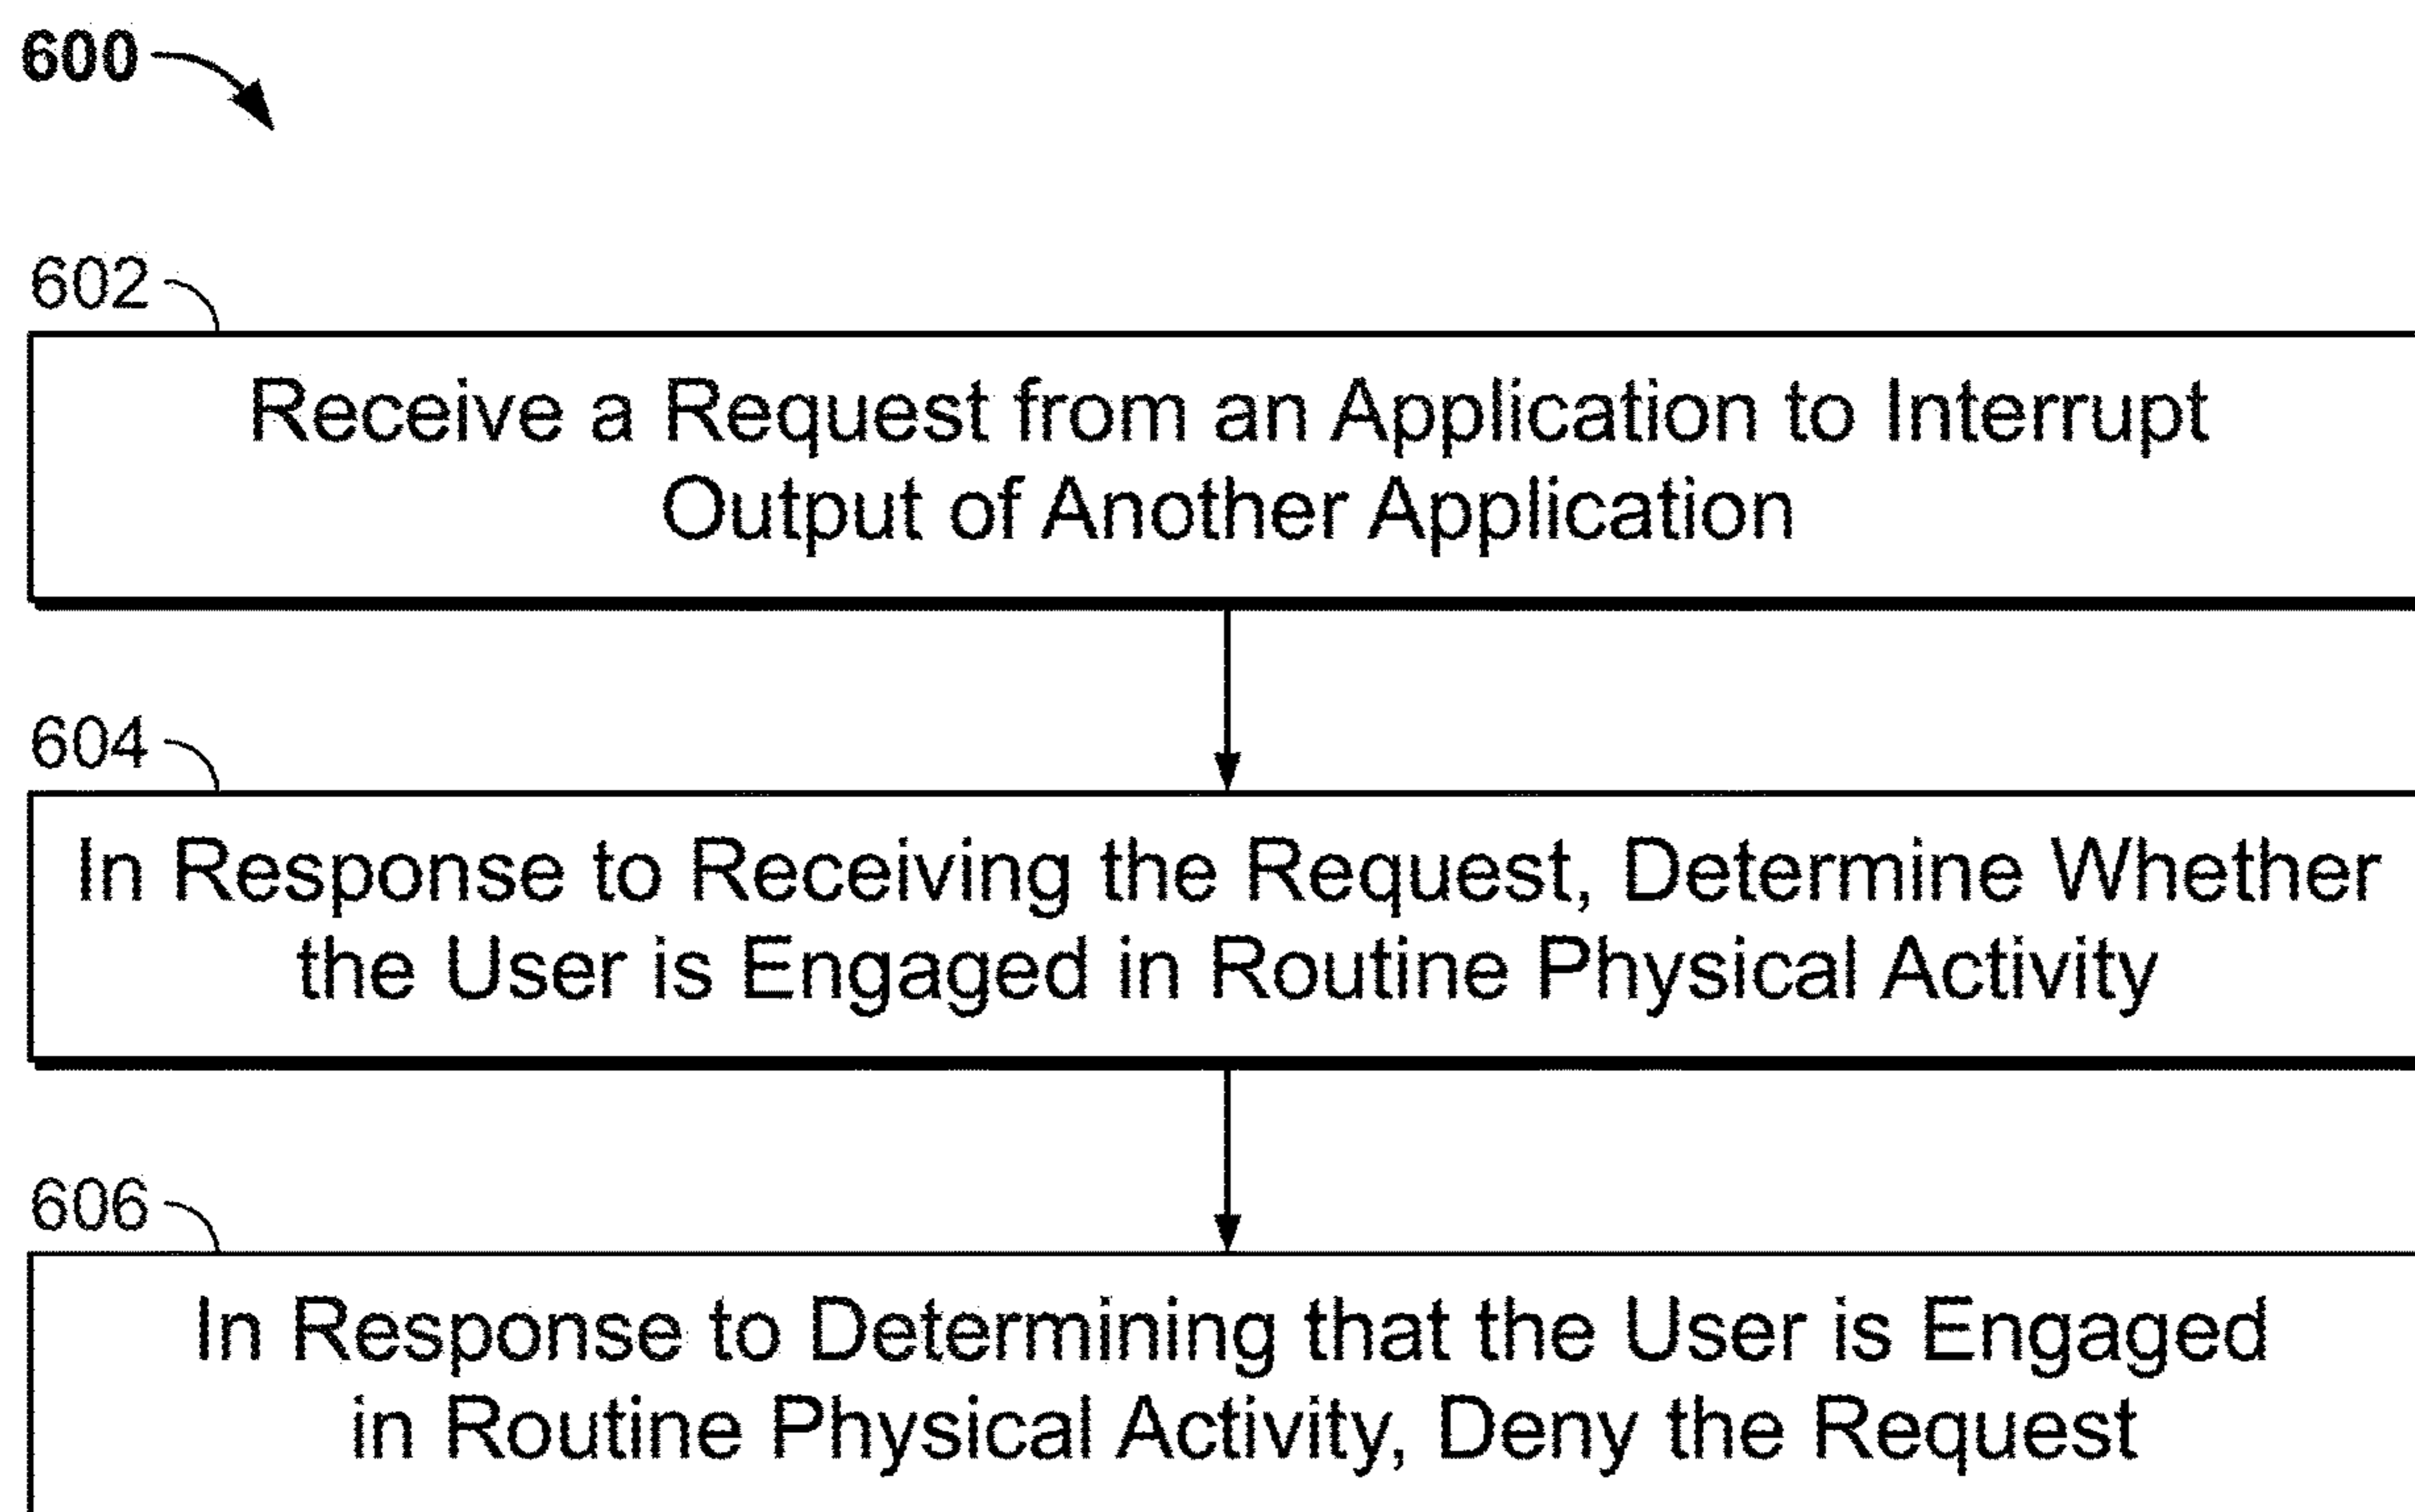 600
602
Receive a Request from an Application to Interrupt
Output of Another Application
604
In Response to Receiving the Request, Determine Whether
the User is Engaged in Routine Physical Activity
606
In Response to Determining that the User is Engaged
in Routine Physical Activity, Deny the Request